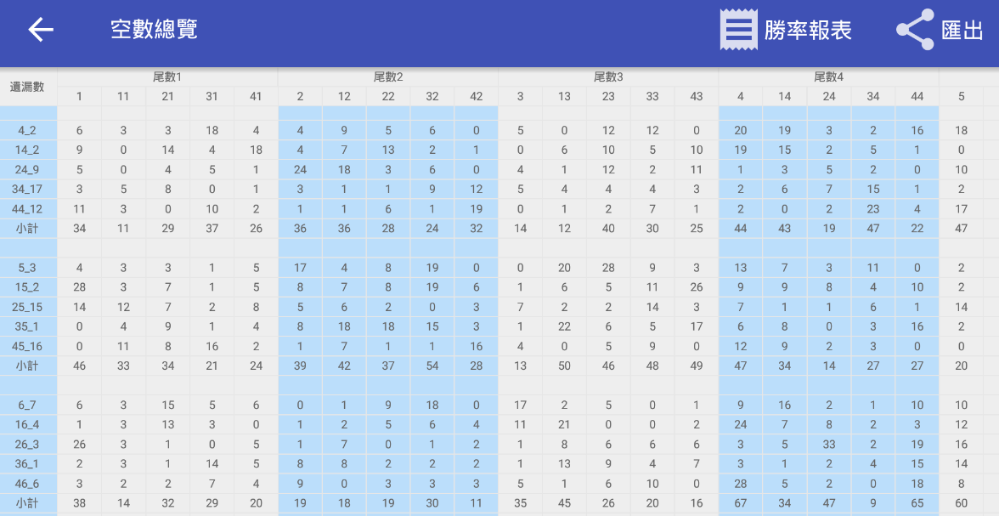 空數總覽 勝率報表 匯出
遺漏數 尾數1 尾數2 尾數3 尾數4
1 11 21 31 41 2 12 22 32 42 3 13 23 33 43 4 14 24 34 44 5
4_2 6 3 3 18 4 4 9 5 6 0 5 0 12 12 0 20 19 3 2 16 18
14_2 9 0 14 4 18 4 7 13 2 1 0 6 10 5 10 19 15 2 5 1 0
24_9 5 0 4 5 1 24 18 3 6 0 4 1 12 2 11 1 3 5 2 0 10
34_17 3 5 8 0 1 3 1 1 9 12 5 4 4 4 3 2 6 7 15 1 2
44_12 11 3 0 10 2 1 1 6 1 19 0 1 2 7 1 2 0 2 23 4 17
小計 34 11 29 37 26 36 36 28 24 32 14 12 40 30 25 44 43 19 47 22 47
5_3 4 3 3 1 5 17 4 8 19 0 0 20 28 9 3 13 7 3 11 0 2
15_2 28 3 7 1 5 8 7 8 19 6 1 6 5 11 26 9 9 8 4 10 2
25_15 14 12 7 2 8 5 6 2 0 3 7 2 2 14 3 7 1 1 6 1 14
35_1 0 4 9 1 4 8 18 18 15 3 1 22 6 5 17 6 8 0 3 16 2
45_16 0 11 8 16 2 1 7 1 1 16 4 0 5 9 0 12 9 2 3 0 0
小計 46 33 34 21 24 39 42 37 54 28 13 50 46 48 49 47 34 14 27 27 20
6_7 6 3 15 5 6 0 1 9 18 0 17 2 5 0 1 9 16 2 1 10 10
16_4 1 3 13 3 0 1 2 5 6 4 11 21 0 0 2 24 7 8 2 3 12
26_3 26 3 1 0 5 1 7 0 1 2 1 8 6 6 6 3 5 33 2 19 16
36_1 2 3 1 14 5 8 8 2 2 2 1 13 9 4 7 3 1 2 4 15 14
46_6 3 2 2 7 4 9 0 3 3 3 5 1 6 10 0 28 5 2 0 18 8
小計 38 14 32 29 20 19 18 19 30 11 35 45 26 20 16 67 34 47 9 65 60